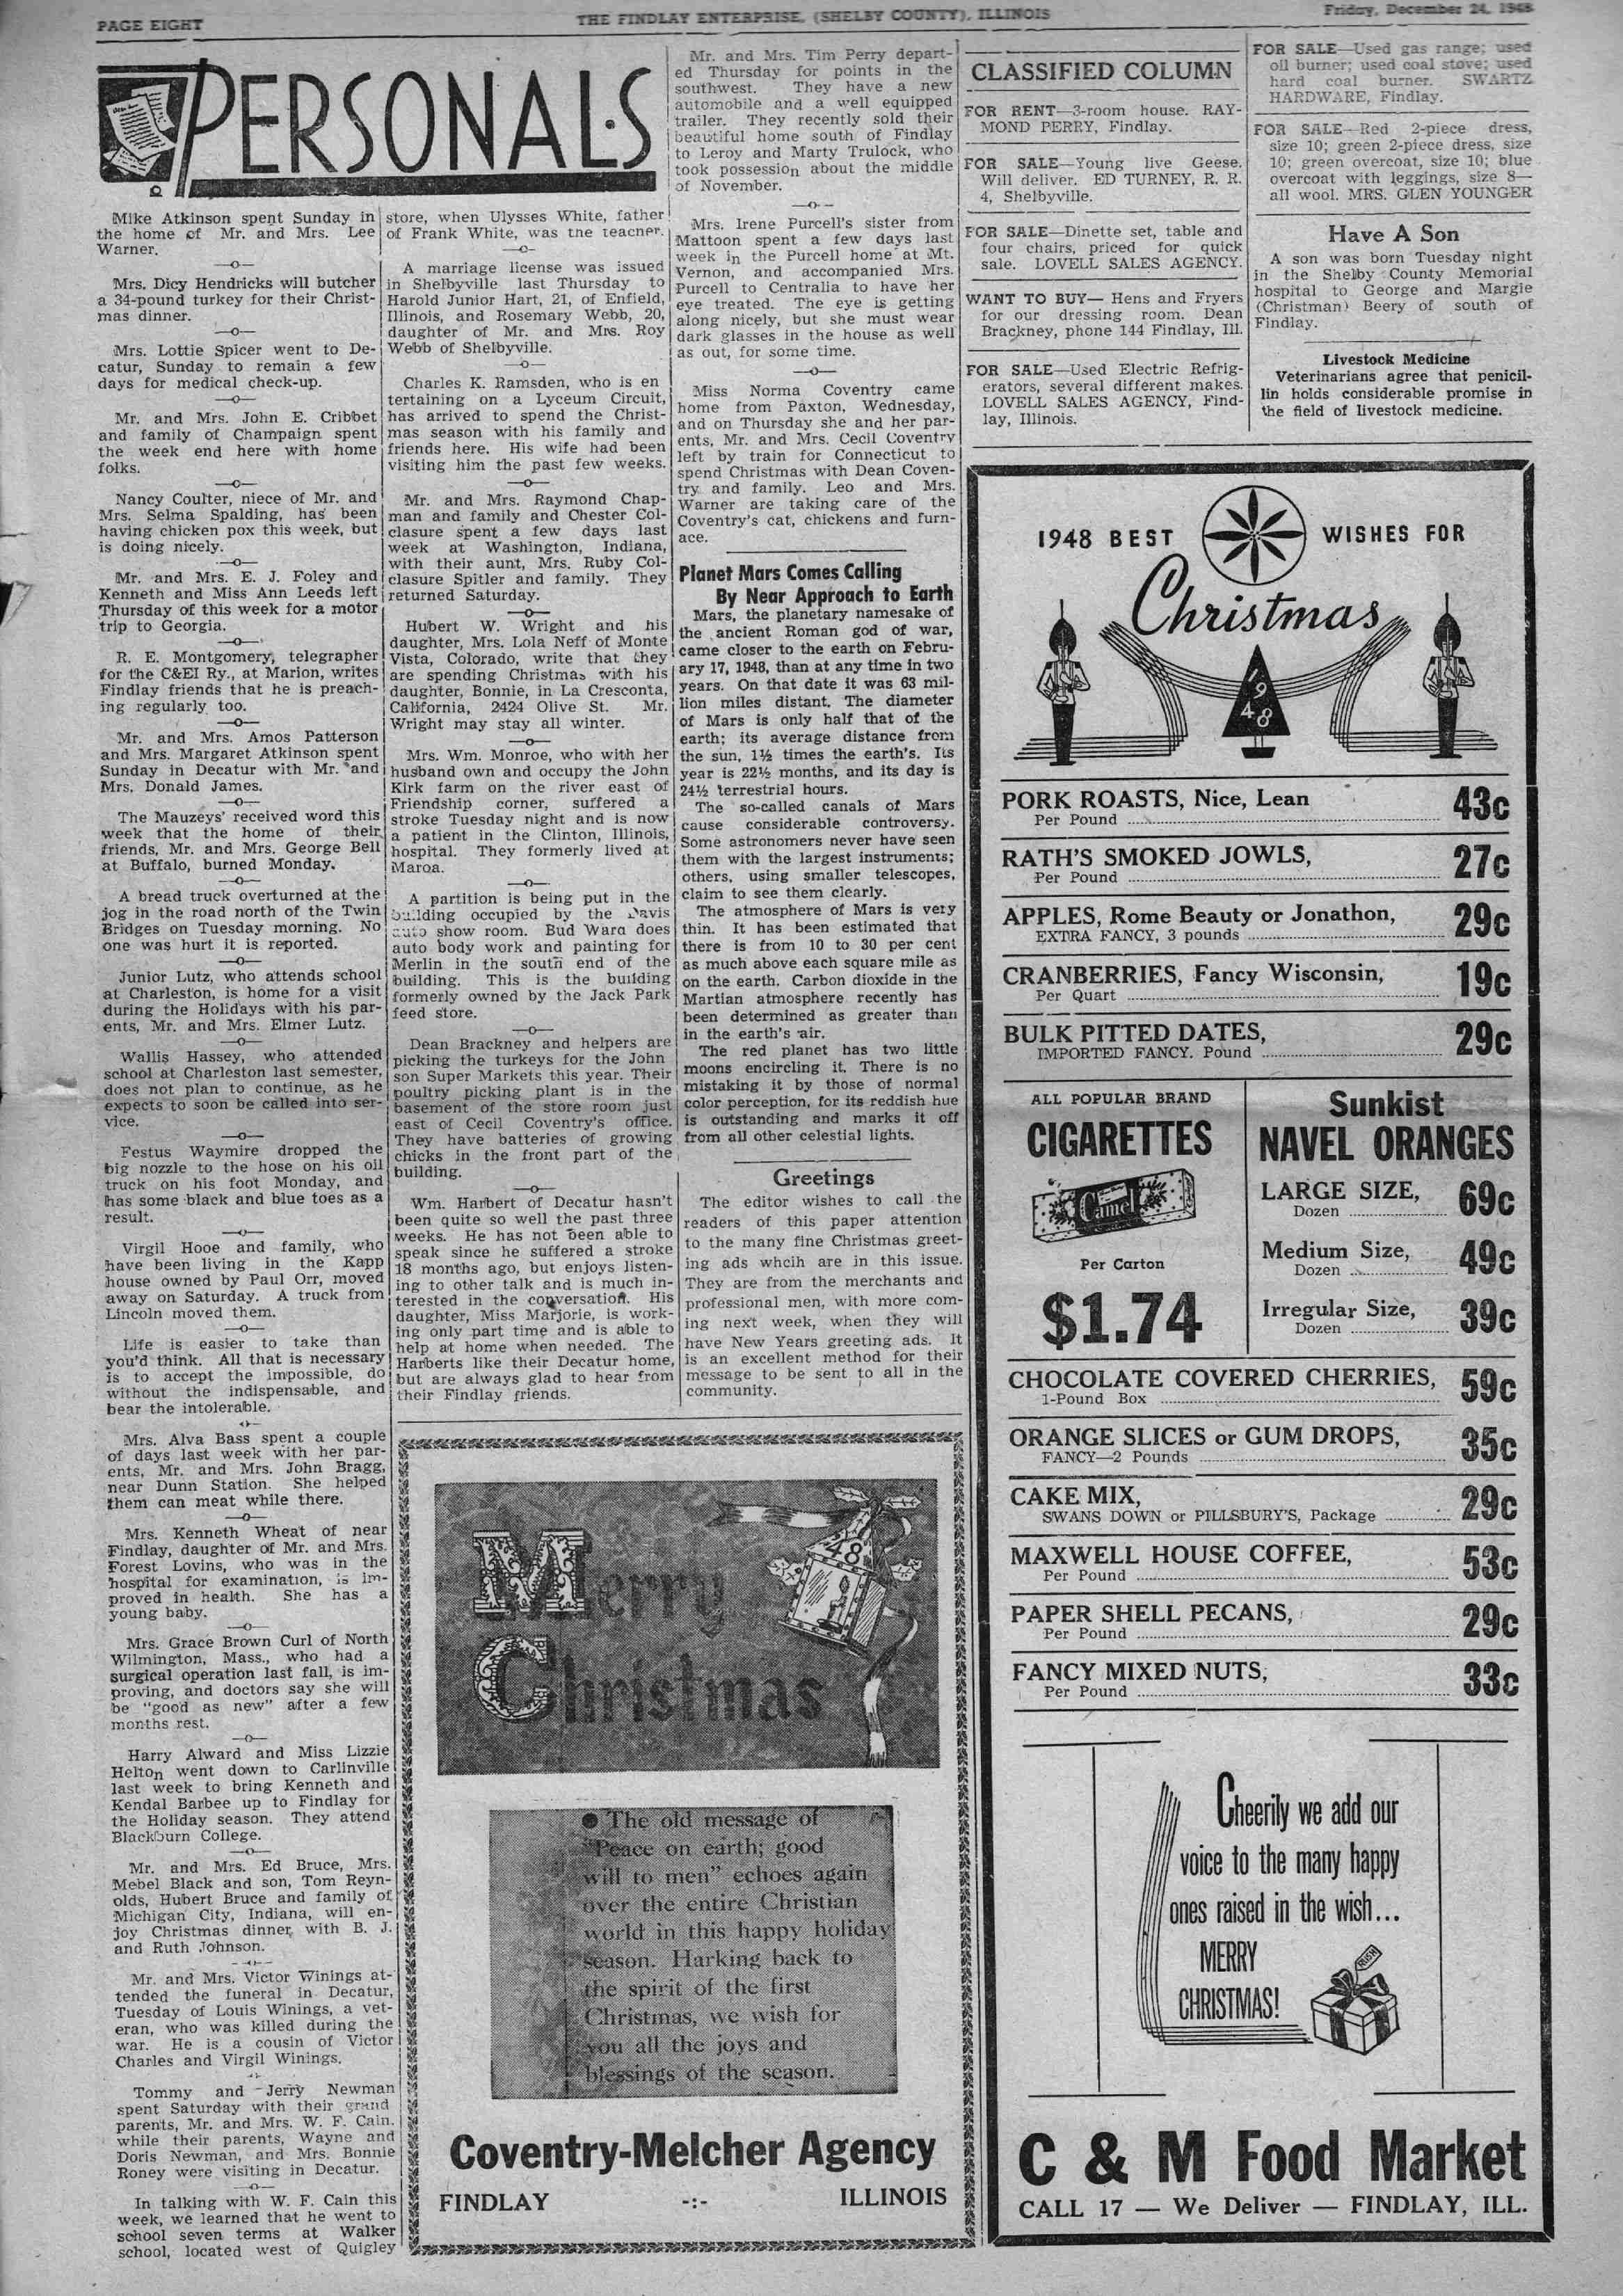 PAGE EIGHT
THE FINDLAY ENTERPRISE, (SHELBY COUNTY), ILLINOIS
Friday, December 24, 1948
PERSONALS
Mike Atkinson spent Sunday in
the home of Mr. and Mrs. Lee
Warner.
—o—
Mrs. Dicy Hendricks will butcher
a 34-pound turkey for their Christ-
mas dinner.
—o—
Mrs. Lottie Spicer went to De-
catur, Sunday to remain a few
days for medical check-up.
—o—
Mr. and Mrs. John E. Cribbet
and family of Champaign spent
the week end here with home
folks.
—o—
Nancy Coulter, niece of Mr. and
Mrs. Selma Spalding, has been
having chicken pox this week, but
is doing nicely.
—o—
Mr. and Mrs. E. J. Foley and
Kenneth and Miss Ann Leeds left
Thursday of this week for a motor
trip to Georgia.
—o—
R. E. Montgomery, telegrapher
for the C&EI Ry., at Marion, writes
Findlay friends that he is preach-
ing regularly too.
—o—
Mr. and Mrs. Amos Patterson
and Mrs. Margaret Atkinson spent
Sunday in Decatur with Mr. and
Mrs. Donald James.
—o—
The Mauzeys' received word this
week that the home of their
friends, Mr. and Mrs. George Bell
at Buffalo, burned Monday.
—o—
A bread truck overturned at the
jog in the road north of the Twin
Bridges on Tuesday morning. No
one was hurt it is reported.
—o—
Junior Lutz, who attends school
at Charleston, is home for a visit
during the Holidays with his par-
ents, Mr. and Mrs. Elmer Lutz.
—o—
Wallis Hassey, who attended
school at Charleston last semester,
does not plan to continue, as he
expects to soon be called into ser-
vice.
—o—
Festus Waymire dropped the
big nozzle to the hose on his oil
truck on his foot Monday, and
has some black and blue toes as a
result.
—o—
Virgil Hooe and family, who
have been living in the Kapp
house owned by Paul Orr, moved
away on Saturday. A truck from
Lincoln moved them.
—o—
Life is easier to take than
you'd think. All that is necessary
is to accept the impossible, do
without the indispensable, and
bear the intolerable.
Mrs. Alva Bass spent a couple
of days last week with her par-
ents, Mr. and Mrs. John Bragg,
near Dunn Station. She helped
them can meat while there.
—o—
Mrs. Kenneth Wheat of near
Findlay, daughter of Mr. and Mrs.
Forest Lovins, who was in the
hospital for examination, is im-
proved in health. She has a
young baby.
—o—
Mrs. Grace Brown Curl of North
Wilmington, Mass., who had a
surgical operation last fall, is im-
proving, and doctors say she will
be "good as new" after a few
months rest.
—o—
Harry Alward and Miss Lizzie
Helton went down to Carlinville
last week to bring Kenneth and
Kendal Barbee up to Findlay for
the Holiday season. They attend
Blackburn College.
—o—
Mr. and Mrs. Ed Bruce, Mrs.
Mebel Black and son, Tom Reyn-
olds, Hubert Bruce and family of
Michigan City, Indiana, will en-
joy Christmas dinner with B. J.
and Ruth Johnson.
Mr. and Mrs. Victor Winings at-
tended the funeral in Decatur,
Tuesday of Louis Winings, a vet-
eran, who was killed during the
war. He is a cousin of Victor
Charles and Virgil Winings.
Tommy and Jerry Newman
spent Saturday with their grand
parents, Mr. and Mrs. W. F. Cain,
while their parents, Wayne and
Doris Newman, and Mrs. Bonnie
Roney were visiting in Decatur.
—o—
In talking with W. F. Cain this
week, we learned that he went to
school seven terms at Walker
school, located west of Quigley
store, when Ulysses White, father
of Frank White, was the teacher.
—o—
A marriage license was issued
in Shelbyville last Thursday to
Harold Junior Hart, 21, of Enfield,
Illinois, and Rosemary Webb, 20,
daughter of Mr. and Mrs. Roy
Webb of Shelbyville.
—o—
Charles K. Ramsden, who is en
tertaining on a Lyceum Circuit,
has arrived to spend the Christ-
mas season with his family and
friends here. His wife had been
visiting him the past few weeks.
—o—
Mr. and Mrs. Raymond Chap-
man and family and Chester Col-
clasure spent a few days last
week at Washington, Indiana,
with their aunt, Mrs. Ruby Col-
clasure Spitler and family. They
returned Saturday.
—o—
Hubert W. Wright and his
daughter, Mrs. Lola Neff of Monte
Vista, Colorado, write that they
are spending Christmas with his
daughter, Bonnie, in La Cresconta,
California, 2424 Olive St. Mr.
Wright may stay all winter.
—o—
Mrs. Wm. Monroe, who with her
husband own and occupy the John
Kirk farm on the river east of
Friendship corner, suffered a
stroke Tuesday night and is now
a patient in the Clinton, Illinois,
hospital. They formerly lived at
Maroa.
—o—
A partition is being put in the
building occupied by the Davis
auto show room. Bud Ward does
auto body work and painting for
Merlin in the south end of the
building. This is the building
formerly owned by the Jack Park
feed store.
—o—
Dean Brackney and helpers are
picking the turkeys for the John
son Super Markets this year. Their
poultry picking plant is in the
basement of the store room just
east of Cecil Coventry's office.
They have batteries of growing
chicks in the front part of the
building.
—o—
Wm. Harbert of Decatur hasn't
been quite so well the past three
weeks. He has not been able to
speak since he suffered a stroke
18 months ago, but enjoys listen-
ing to other talk and is much in-
terested in the conversation. His
daughter, Miss Marjorie, is work-
ing only part time and is able to
help at home when needed. The
Harberts like their Decatur home,
but are always glad to hear from
their Findlay friends.
Mr. and Mrs. Tim Perry depart-
ed Thursday for points in the
southwest. They have a new
automobile and a well equipped
trailer. They recently sold their
beautiful home south of Findlay
to Leroy and Marty Trulock, who
took possession about the middle
of November.
—o—
Mrs. Irene Purcell's sister from
Mattoon spent a few days last
week in the Purcell home at Mt.
Vernon, and accompanied Mrs.
Purcell to Centralia to have her
eye treated. The eye is getting
along nicely, but she must wear
dark glasses in the house as well
as out, for some time.
—o—
Miss Norma Coventry came
home from Paxton, Wednesday,
and on Thursday she and her par-
ents, Mr. and Mrs. Cecil Coventry
left by train for Connecticut to
spend Christmas with Dean Coven-
try and family. Leo and Mrs.
Warner are taking care of the
Coventry's cat, chickens and furn-
ace.
Planet Mars Comes Calling
By Near Approach to Earth
Mars, the planetary namesake of
the ancient Roman god of war,
came closer to the earth on Febru-
ary 17, 1948, than at any time in two
years. On that date it was 63 mil-
lion miles distant. The diameter
of Mars is only half that of the
earth; its average distance from
the sun, 1½ times the earth's. Its
year is 22½ months, and its day is
24½ terrestrial hours.
The so-called canals of Mars
cause considerable controversy.
Some astronomers never have seen
them with the largest instruments;
others, using smaller telescopes,
claim to see them clearly.
The atmosphere of Mars is very
thin. It has been estimated that
there is from 10 to 30 per cent
as much above each square mile as
on the earth. Carbon dioxide in the
Martian atmosphere recently has
been determined as greater than
in the earth's air.
The red planet has two little
moons encircling it. There is no
mistaking it by those of normal
color perception, for its reddish hue
is outstanding and marks it off
from all other celestial lights.
Greetings
The editor wishes to call the
readers of this paper attention
to the many fine Christmas greet-
ing ads whcih are in this issue.
They are from the merchants and
professional men, with more com-
ing next week, when they will
have New Years greeting ads. It
is an excellent method for their
message to be sent to all in the
community.
Merry
Christmas
48
● The old message of
"Peace on earth; good
will to men" echoes again
over the entire Christian
world in this happy holiday
season. Harking back to
the spirit of the first
Christmas, we wish for
you all the joys and
blessings of the season.
Coventry-Melcher Agency
FINDLAY -:- ILLINOIS
CLASSIFIED COLUMN
FOR RENT—3-room house. RAY-
MOND PERRY, Findlay.
FOR SALE—Young live Geese.
Will deliver. ED TURNEY, R. R.
4, Shelbyville.
FOR SALE—Dinette set, table and
four chairs, priced for quick
sale. LOVELL SALES AGENCY.
WANT TO BUY— Hens and Fryers
for our dressing room. Dean
Brackney, phone 144 Findlay, Ill.
FOR SALE—Used Electric Refrig-
erators, several different makes.
LOVELL SALES AGENCY, Find-
lay, Illinois.
FOR SALE—Used gas range; used
oil burner; used coal stove; used
hard coal burner. SWARTZ
HARDWARE, Findlay.
FOR SALE—Red 2-piece dress,
size 10; green 2-piece dress, size
10; green overcoat, size 10; blue
overcoat with leggings, size 8—
all wool. MRS. GLEN YOUNGER
Have A Son
A son was born Tuesday night
in the Shelby County Memorial
hospital to George and Margie
(Christman) Beery of south of
Findlay.
Livestock Medicine
Veterinarians agree that penicil-
lin holds considerable promise in
the field of livestock medicine.
1948 BEST WISHES FOR
Christmas
1948
PORK ROASTS, Nice, Lean 43c
Per Pound
RATH'S SMOKED JOWLS, 27c
Per Pound
APPLES, Rome Beauty or Jonathon, 29c
EXTRA FANCY, 3 pounds
CRANBERRIES, Fancy Wisconsin, 19c
Per Quart
BULK PITTED DATES, 29c
IMPORTED FANCY. Pound
ALL POPULAR BRAND
CIGARETTES
Camel
Per Carton
$1.74
Sunkist
NAVEL ORANGES
LARGE SIZE, 69c
Dozen
Medium Size, 49c
Dozen
Irregular Size, 39c
Dozen
CHOCOLATE COVERED CHERRIES, 59c
1-Pound Box
ORANGE SLICES or GUM DROPS, 35c
FANCY—2 Pounds
CAKE MIX, 29c
SWANS DOWN or PILLSBURY'S, Package
MAXWELL HOUSE COFFEE, 53c
Per Pound
PAPER SHELL PECANS, 29c
Per Pound
FANCY MIXED NUTS, 33c
Per Pound
Cheerily we add our
voice to the many happy
ones raised in the wish...
MERRY
CHRISTMAS!
RUSH
C & M Food Market
CALL 17 — We Deliver — FINDLAY, ILL.